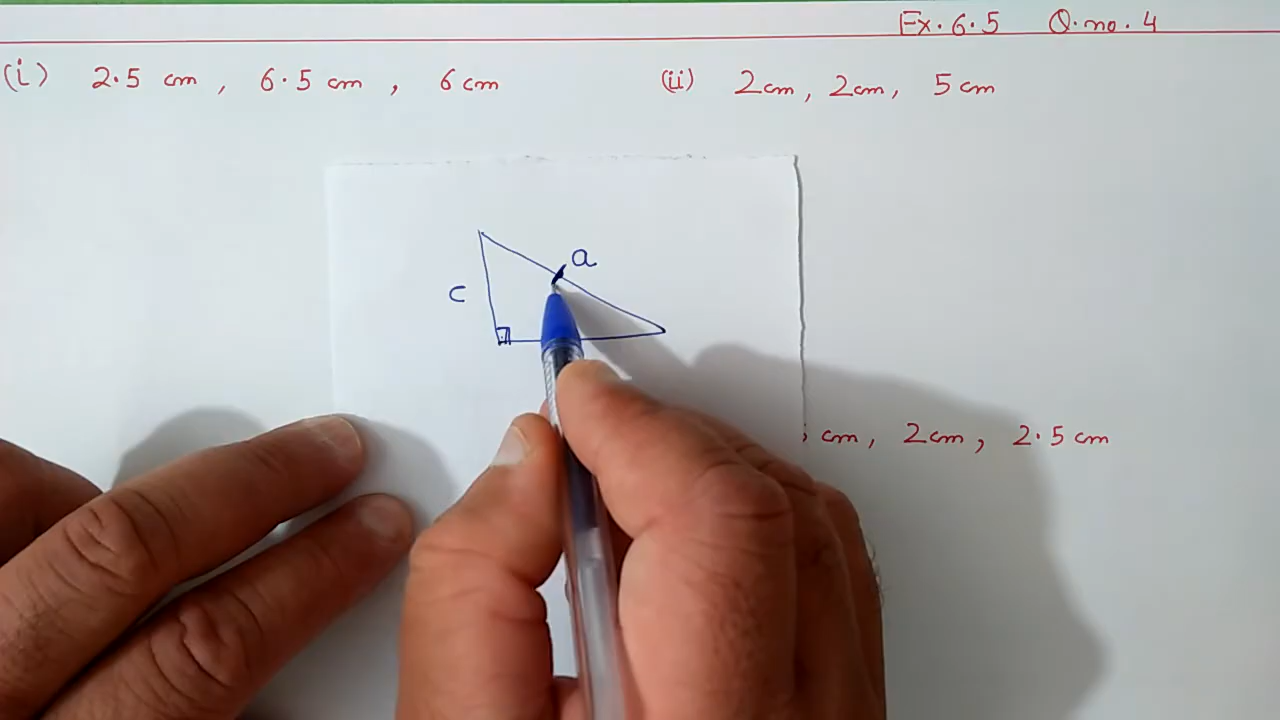 Ex. 6.5 Q. no. 4
(i) 2.5 cm, 6.5 cm, 6 cm
(ii) 2cm, 2cm, 5 cm
a
c
cm, 2cm, 2.5 cm